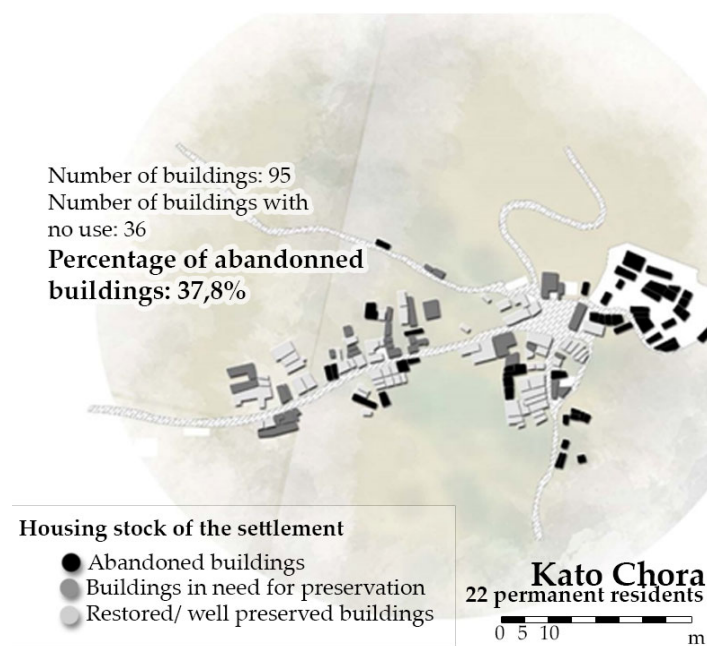 Number of buildings: 95
Number of buildings with
no use: 36
Percentage of abandonned
buildings: 37,8%
Housing stock of the settlement
Abandoned buildings
Buildings in need for preservation
Restored/ well preserved buildings
Kato Chora
22 permanent residents
0 5 10
m